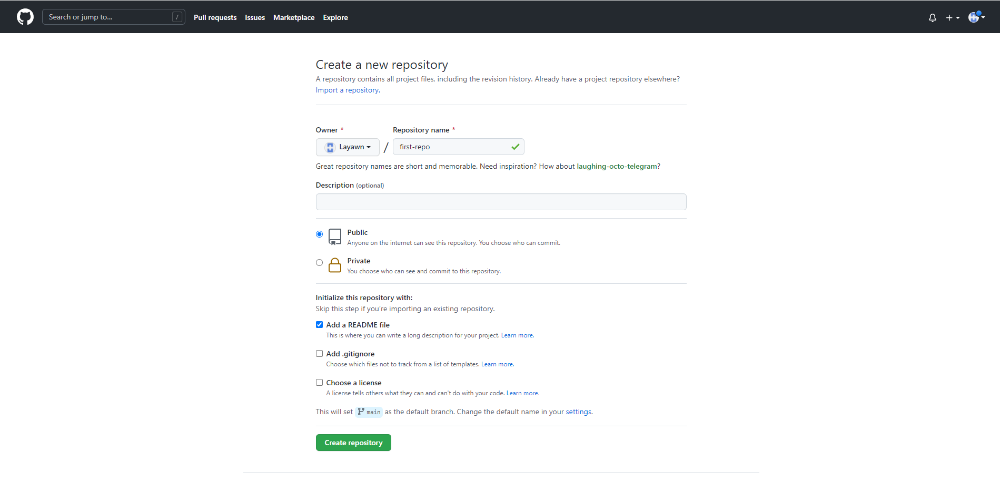 Search or jump to... / Pull requests Issues Marketplace Explore
Create a new repository
A repository contains all project files, including the revision history. Already have a project repository elsewhere?
Import a repository.
Owner * Repository name *
Layawn / first-repo
Great repository names are short and memorable. Need inspiration? How about laughing-octo-telegram?
Description (optional)
Public
Anyone on the internet can see this repository. You choose who can commit.
Private
You choose who can see and commit to this repository.
Initialize this repository with:
Skip this step if you're importing an existing repository.
Add a README file
This is where you can write a long description for your project. Learn more.
Add .gitignore
Choose which files not to track from a list of templates. Learn more.
Choose a license
A license tells others what they can and can't do with your code. Learn more.
This will set main as the default branch. Change the default name in your settings.
Create repository